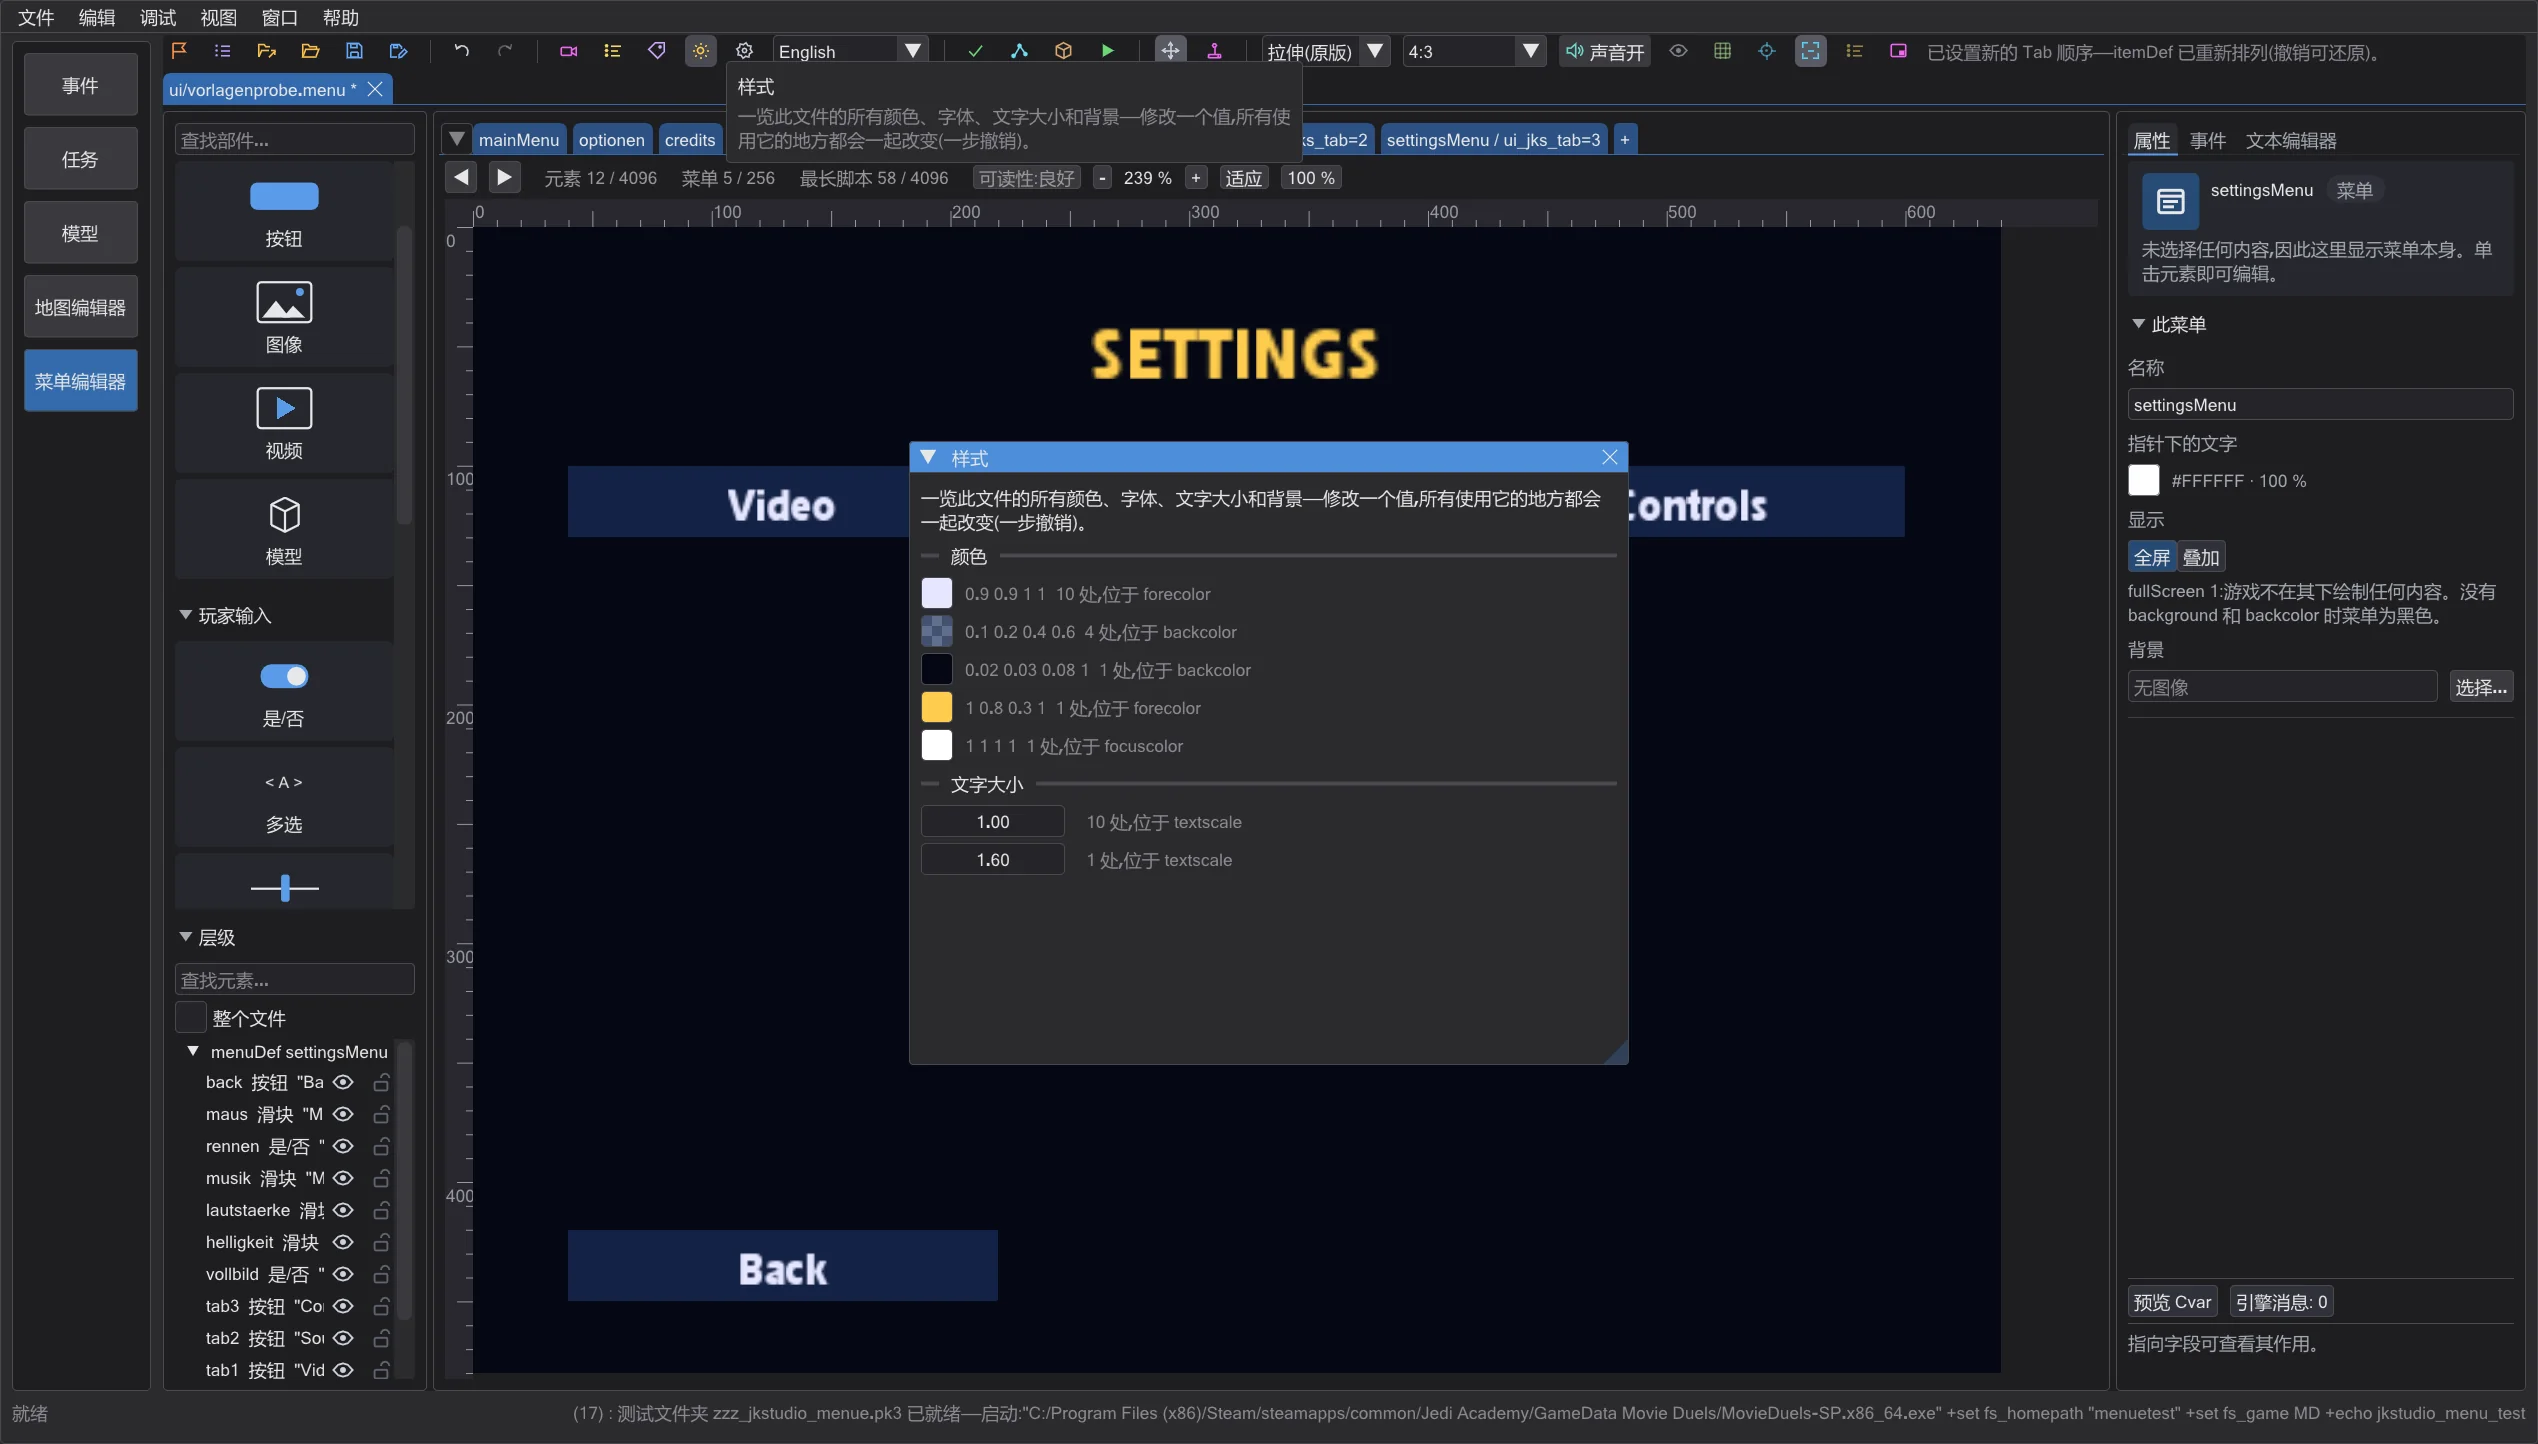 文件 编辑 调试 视图 窗口 帮助
English 拉伸(原版) 4:3 声音开 已设置新的 Tab 顺序—itemDef 已重新排列(撤销可还原)。
事件
任务
模型
地图编辑器
菜单编辑器
ui/vorlagenprobe.menu *
样式
一览此文件的所有颜色、字体、文字大小和背景—修改一个值,所有使
用它的地方都会一起改变(一步撤销)。
查找部件...
按钮
图像
视频
模型
玩家输入
是/否
< A >
多选
层级
查找元素...
整个文件
menuDef settingsMenu
back 按钮 "Ba
maus 滑块 "M
rennen 是/否 "
musik 滑块 "M
lautstaerke 滑
helligkeit 滑块
vollbild 是/否 "
tab3 按钮 "Co
tab2 按钮 "So
tab1 按钮 "Vid
mainMenu optionen credits ks_tab=2 settingsMenu / ui_jks_tab=3 +
元素 12 / 4096 菜单 5 / 256 最长脚本 58 / 4096 可读性:良好 - 239 % + 适应 100 %
0 100 200 300 400 500 600
0
100
200
300
400
SETTINGS
Video
Controls
Back
样式
一览此文件的所有颜色、字体、文字大小和背景—修改一个值,所有使用它的地方都会
一起改变(一步撤销)。
颜色
0.9 0.9 1 1 10 处,位于 forecolor
0.1 0.2 0.4 0.6 4 处,位于 backcolor
0.02 0.03 0.08 1 1 处,位于 backcolor
1 0.8 0.3 1 1 处,位于 forecolor
1 1 1 1 1 处,位于 focuscolor
文字大小
1.00 10 处,位于 textscale
1.60 1 处,位于 textscale
属性 事件 文本编辑器
settingsMenu 菜单
未选择任何内容,因此这里显示菜单本身。单
击元素即可编辑。
此菜单
名称
settingsMenu
指针下的文字
#FFFFFF · 100 %
显示
全屏 叠加
fullScreen 1:游戏不在其下绘制任何内容。没有
background 和 backcolor 时菜单为黑色。
背景
无图像 选择...
预览 Cvar 引擎消息: 0
指向字段可查看其作用。
就绪
(17) : 测试文件夹 zzz_jkstudio_menue.pk3 已就绪—启动:"C:/Program Files (x86)/Steam/steamapps/common/Jedi Academy/GameData Movie Duels/MovieDuels-SP.x86_64.exe" +set fs_homepath "menuetest" +set fs_game MD +echo jkstudio_menu_test